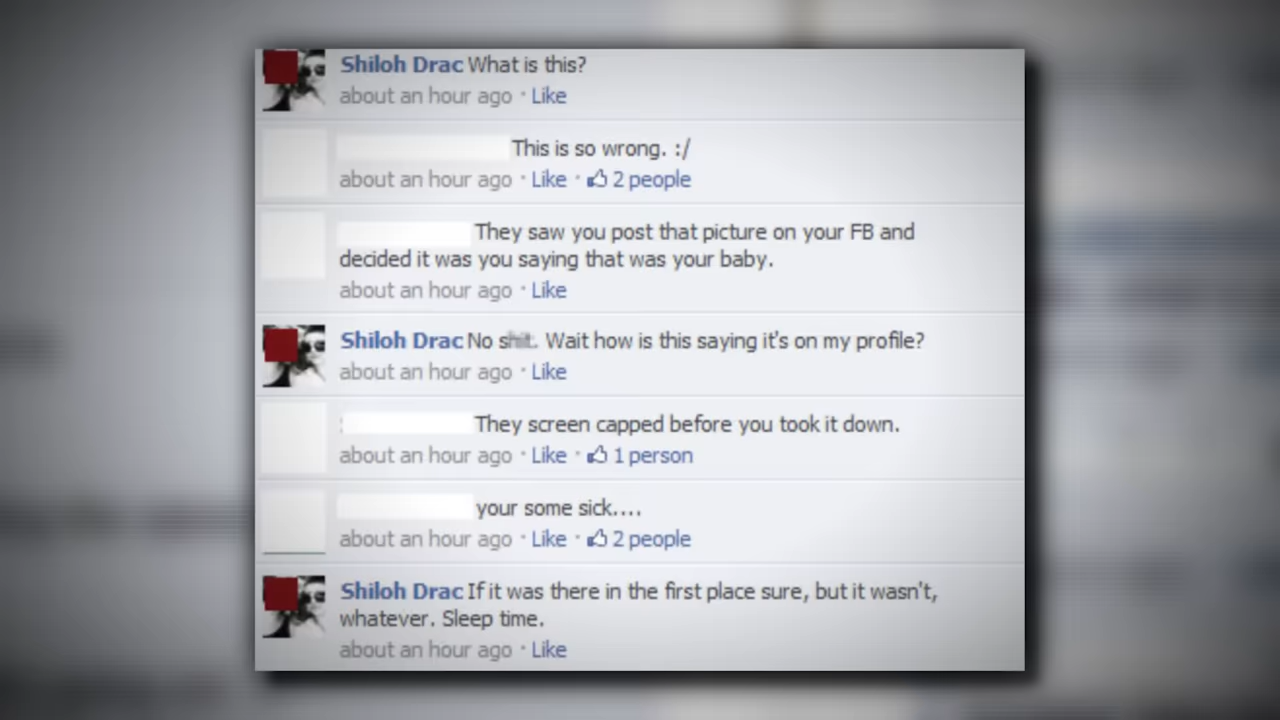 Shiloh Drac What is this?
about an hour ago · Like
This is so wrong. :/
about an hour ago · Like · 2 people
They saw you post that picture on your FB and
decided it was you saying that was your baby.
about an hour ago · Like
Shiloh Drac No shit. Wait how is this saying it's on my profile?
about an hour ago · Like
They screen capped before you took it down.
about an hour ago · Like · 1 person
your some sick....
about an hour ago · Like · 2 people
Shiloh Drac If it was there in the first place sure, but it wasn't,
whatever. Sleep time.
about an hour ago · Like